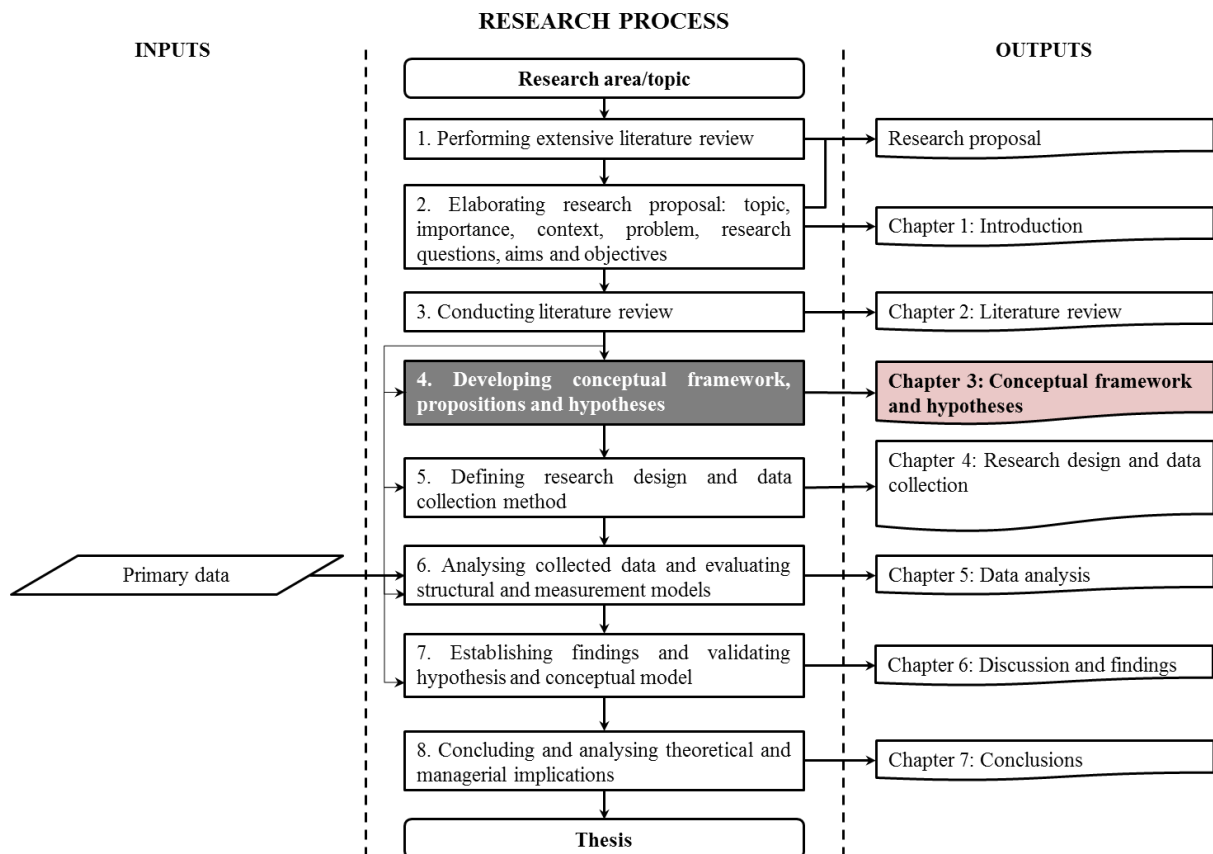 RESEARCH PROCESS
INPUTS
OUTPUTS
Research area/topic
1. Performing extensive literature review
Research proposal
2. Elaborating research proposal: topic,
importance, context, problem, research
questions, aims and objectives
Chapter 1: Introduction
3. Conducting literature review
Chapter 2: Literature review
4. Developing conceptual framework,
propositions and hypotheses
Chapter 3: Conceptual framework
and hypotheses
5. Defining research design and data
collection method
Chapter 4: Research design and data
collection
Primary data
6. Analysing collected data and evaluating
structural and measurement models
Chapter 5: Data analysis
7. Establishing findings and validating
hypothesis and conceptual model
Chapter 6: Discussion and findings
8. Concluding and analysing theoretical and
managerial implications
Chapter 7: Conclusions
Thesis